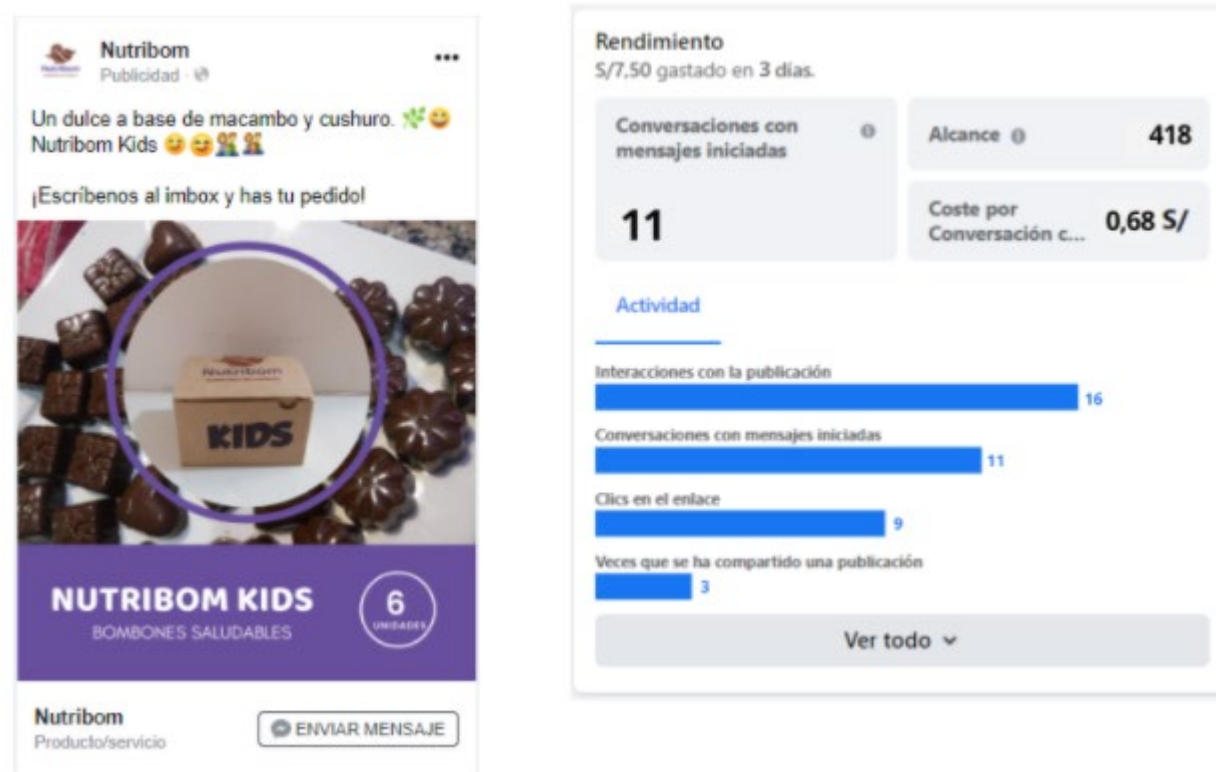 Nutribom
Publicidad
Un dulce a base de macambo y cushuro. 🌿😃
Nutribom Kids
¡Escríbenos al imbox y has tu pedido!
Nutribom
KIDS
NUTRIBOM KIDS
BOMBONES SALUDABLES
6
UNIDADES
Nutribom
Producto/servicio
ENVIAR MENSAJE
Rendimiento
S/7,50 gastado en 3 días.
Conversaciones con
mensajes iniciadas
11
Alcance
418
Coste por
Conversación c...
0,68 S/
Actividad
Interacciones con la publicación
16
Conversaciones con mensajes iniciadas
11
Clics en el enlace
9
Veces que se ha compartido una publicación
3
Ver todo